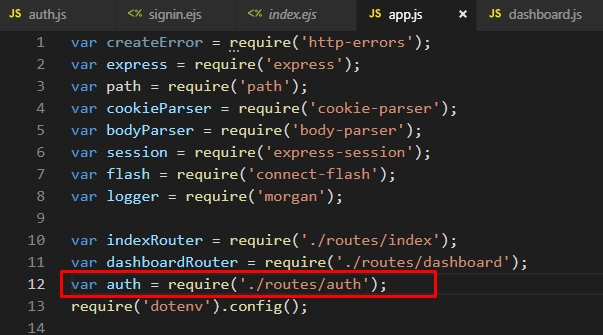 JS auth.js <%> signin.ejs <%> index.ejs JS app.js × JS dashboard.js
1 var createError = require('http-errors');
2 var express = require('express');
3 var path = require('path');
4 var cookieParser = require('cookie-parser');
5 var bodyParser = require('body-parser');
6 var session = require('express-session');
7 var flash = require('connect-flash');
8 var logger = require('morgan');
9
10 var indexRouter = require('./routes/index');
11 var dashboardRouter = require('./routes/dashboard');
12 var auth = require('./routes/auth');
13 require('dotenv').config();
14